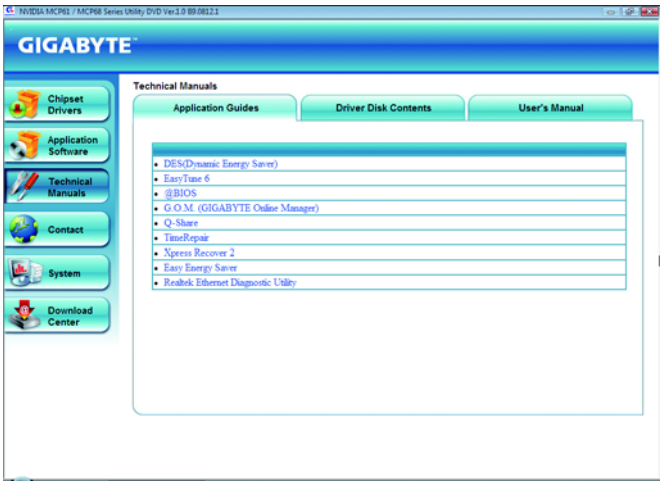 NVIDIA MCP61 / MCP68 Series Utility DVD Ver.1.0 B9.0812.1
GIGABYTE™
Chipset
Drivers
Application
Software
Technical
Manuals
Contact
System
Download
Center
Technical Manuals
Application Guides
Driver Disk Contents
User's Manual
• DES(Dynamic Energy Saver)
• EasyTune 6
• @BIOS
• G.O.M. (GIGABYTE Online Manager)
• Q-Share
• TimeRepair
• Xpress Recover 2
• Easy Energy Saver
• Realtek Ethernet Diagnostic Utility